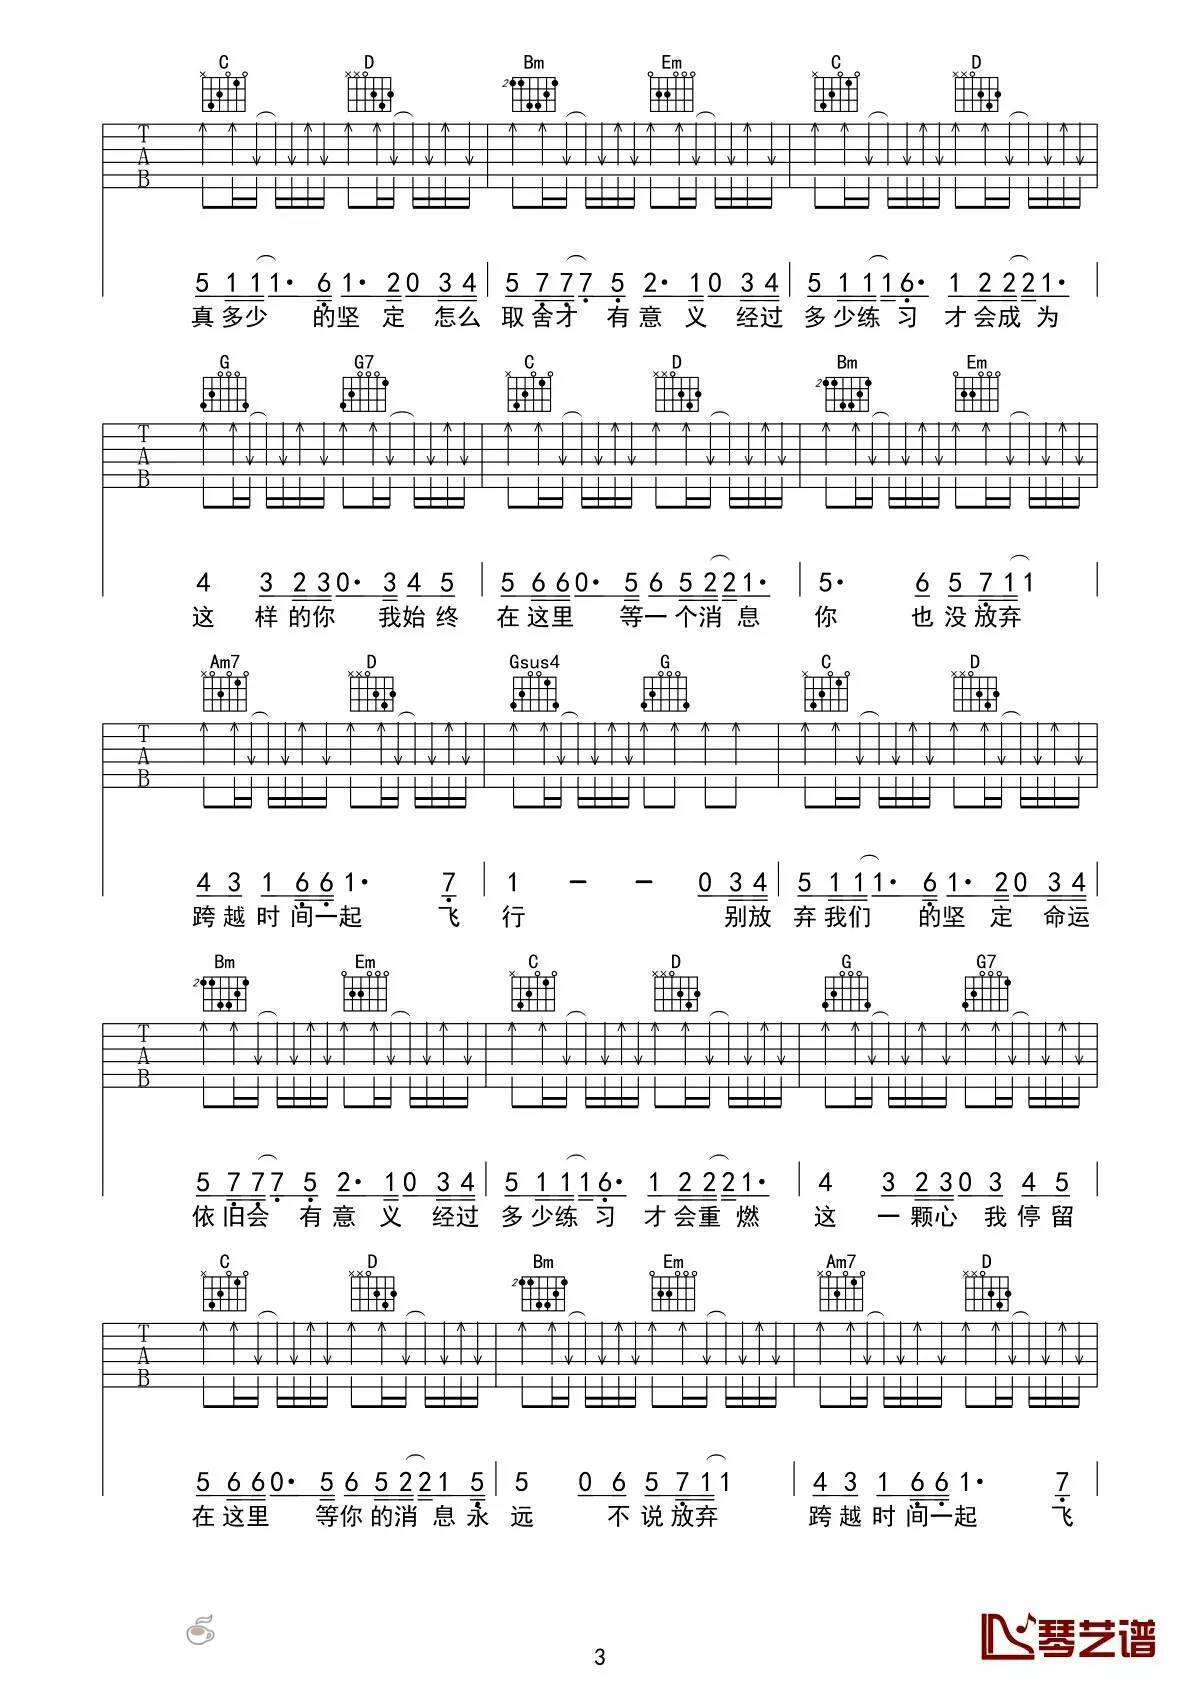 C D Bm Em C D
2
T
A
B
5 1 1 1· 6 1· 2 0 3 4 5 7 7 7 5 2· 1 0 3 4 5 1 1 1 6· 1 2 2 2 1·
真多少 的坚 定 怎么 取舍才 有意 义 经过 多少练 习 才会成 为
G G7 C D Bm Em
2
T
A
B
4 3 2 3 0· 3 4 5 5 6 6 0· 5 6 5 2 2 1· 5· 6 5 7 1 1
这 样的你 我始终 在这里 等一个消 息 你 也没放弃
Am7 D Gsus4 G C D
T
A
B
4 3 1 6 6 1· 7 1 – – 0 3 4 5 1 1 1· 6 1· 2 0 3 4
跨越时间一起 飞 行 别放 弃我们 的坚 定 命运
Bm Em C D G G7
2
T
A
B
5 7 7 7 5 2· 1 0 3 4 5 1 1 1 6· 1 2 2 2 1· 4 3 2 3 0 3 4 5
依旧会 有意 义 经过 多少练 习 才会重 燃 这 一颗心 我停留
C D Bm Em Am7 D
2
T
A
B
5 6 6 0· 5 6 5 2 2 1 5 5 0 6 5 7 1 1 4 3 1 6 6 1· 7
在这里 等你的消 息永 远 不说放弃 跨越时间一起 飞
3
琴艺谱